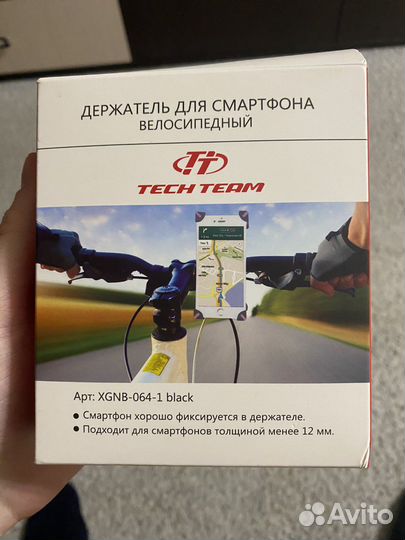 ДЕРЖАТЕЛЬ ДЛЯ СМАРТФОНА
ВЕЛОСИПЕДНЫЙ
TECH TEAM
Арт: XGNB-064-1 black
• Смартфон хорошо фиксируется в держателе.
• Подходит для смартфонов толщиной менее 12 мм.
Avito